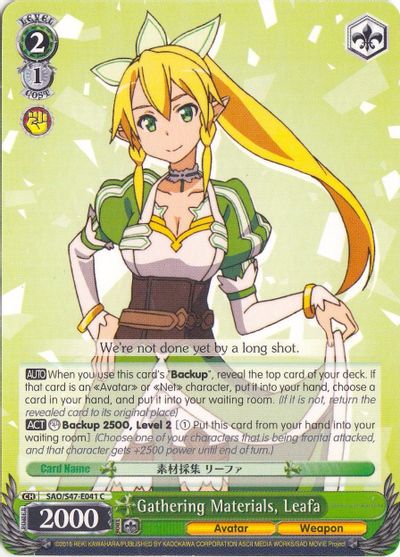 LEVEL
2
1
COST
We're not done yet by a long shot.
AUTO When you use this card's "Backup", reveal the top card of your deck. If
that card is an «Avatar» or «Net» character, put it into your hand, choose a
card in your hand, and put it into your waiting room. (If it is not, return the
revealed card to its original place)
ACT Backup 2500, Level 2 [① Put this card from your hand into your
waiting room] (Choose one of your characters that is being frontal attacked,
and that character gets +2500 power until end of turn)
Card Name 素材採集 リーファ
CH SAO/S47-E041 C
POWER 2000 Gathering Materials, Leafa
Avatar Weapon
©2016 REKI KAWAHARA/PUBLISHED BY KADOKAWA CORPORATION ASCII MEDIA WORKS/SAO MOVIE Project